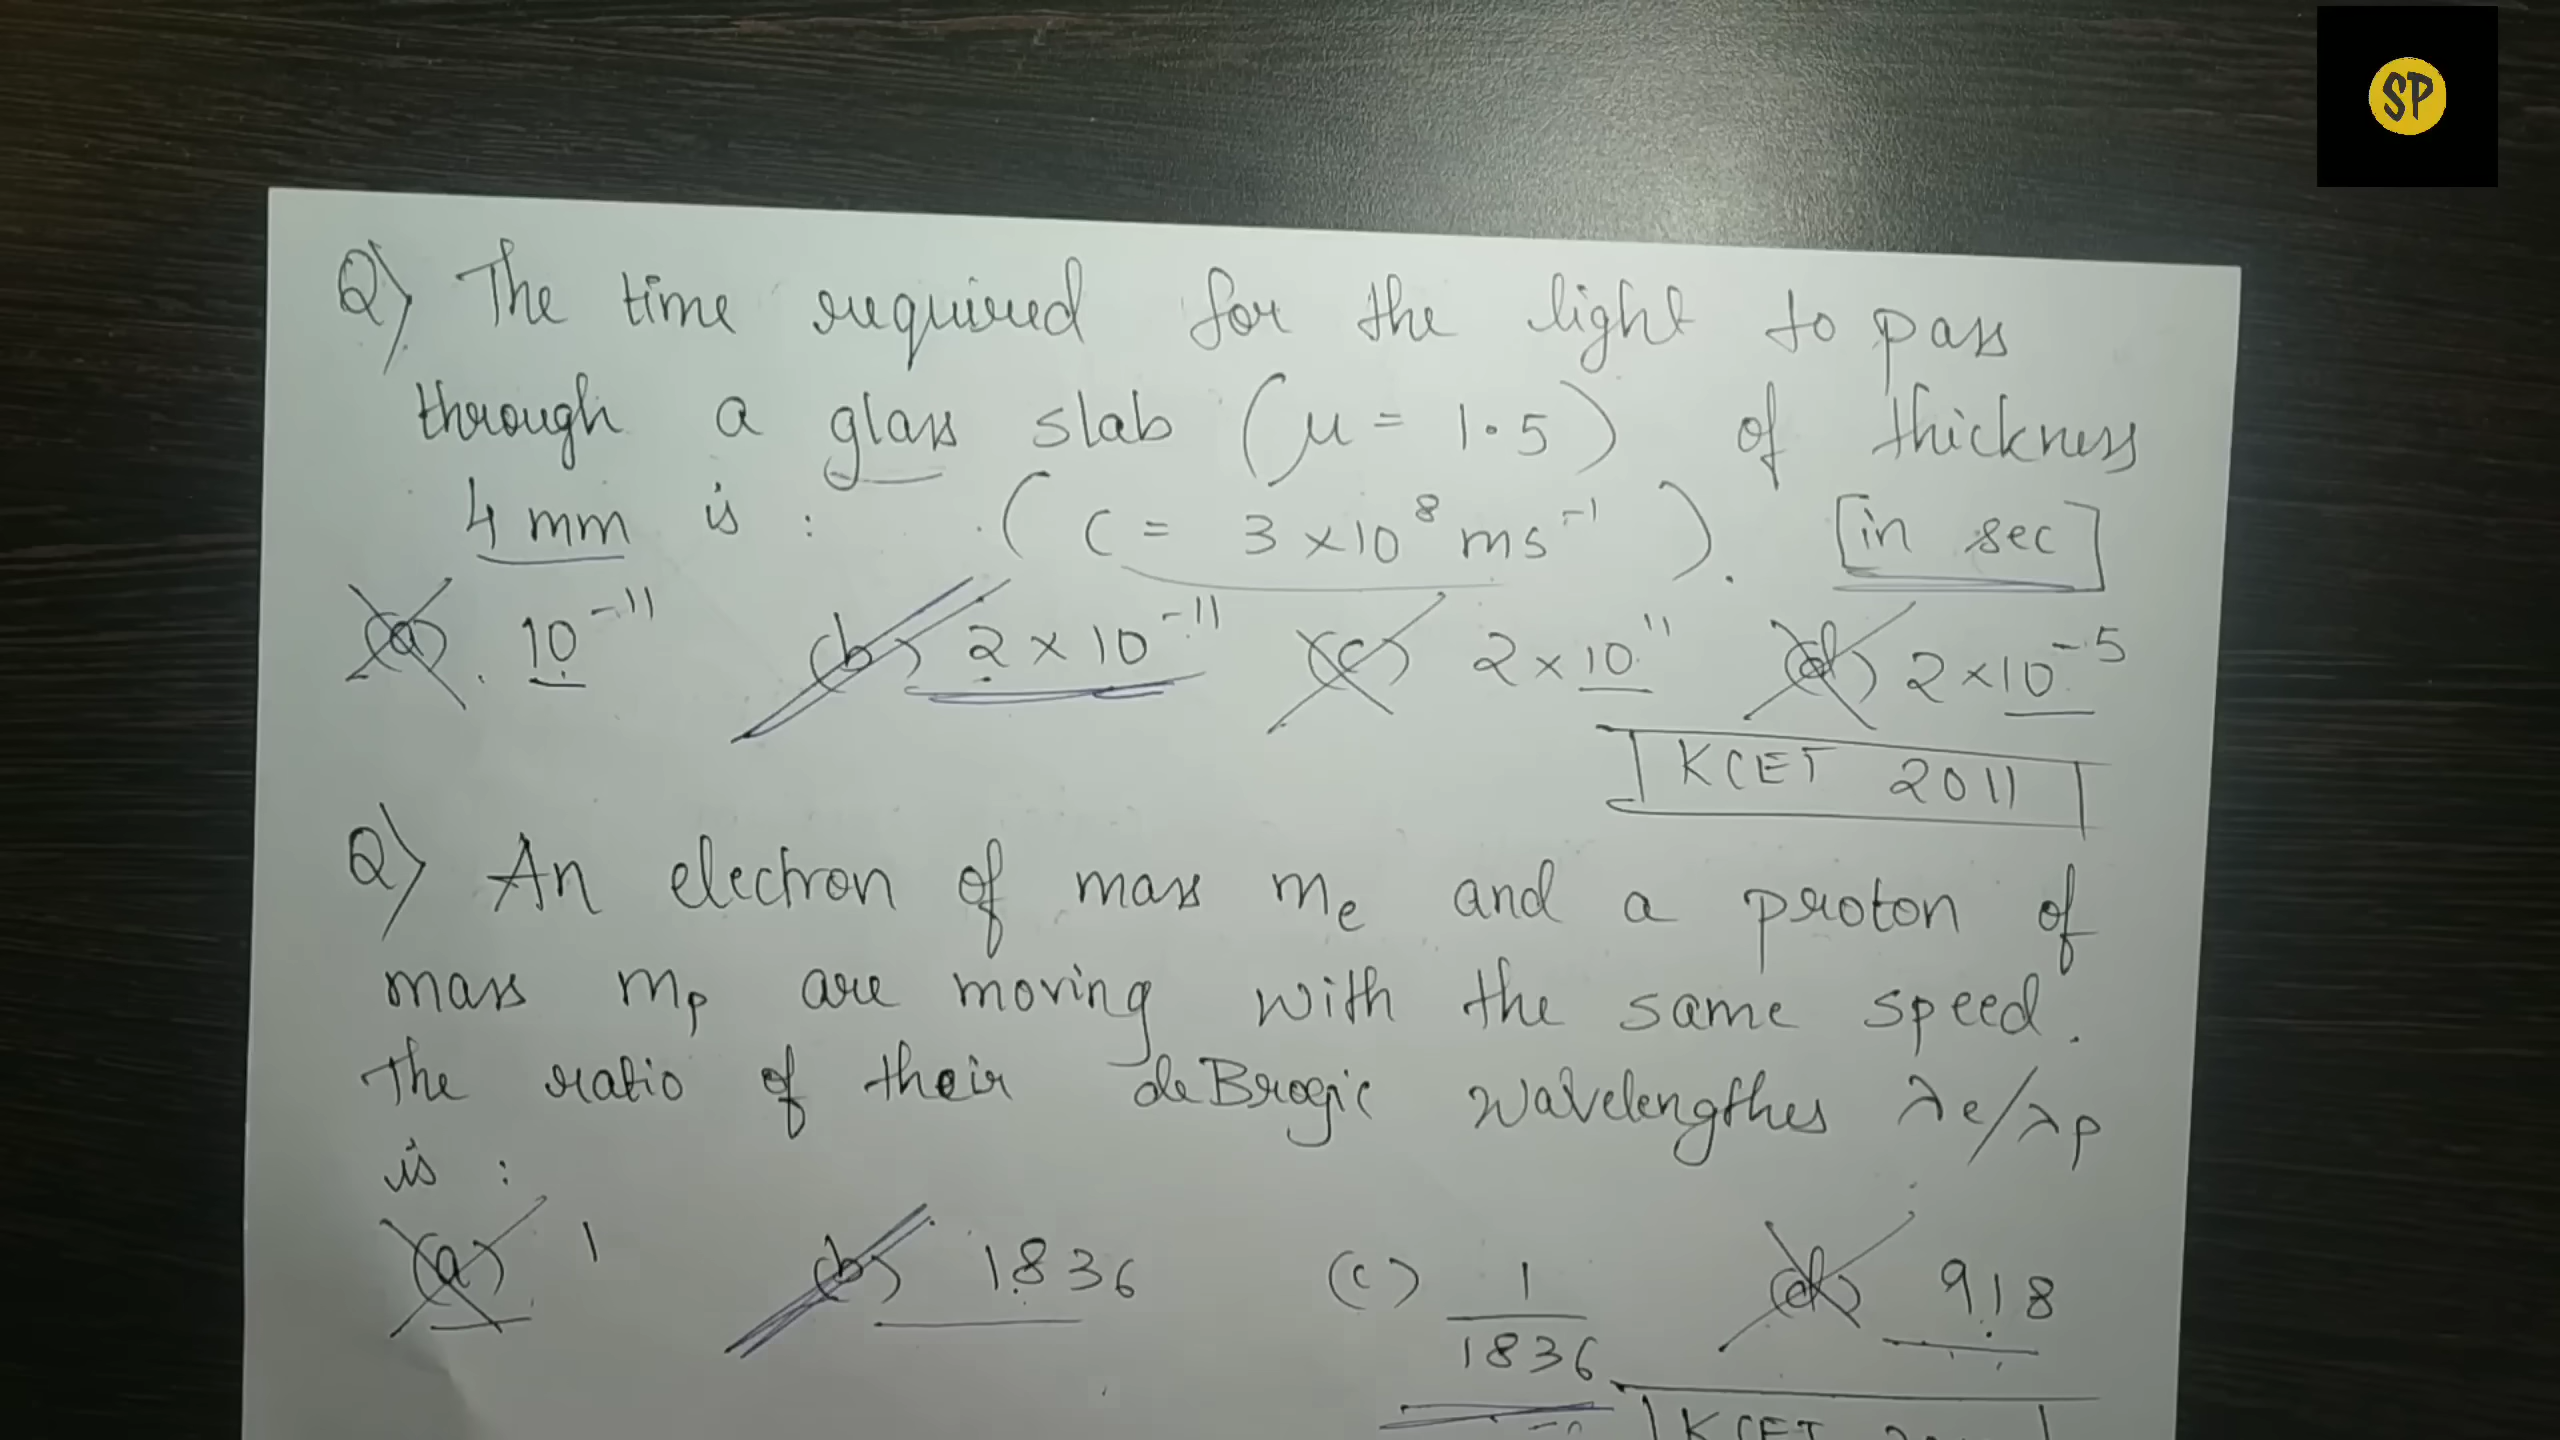 SP
Q) The time required for the light to pass
through a glass slab (μ = 1.5) of thickness
4 mm is : (c = 3 × 10⁸ ms⁻¹). [in sec]
(a) 10⁻¹¹ (b) 2 × 10⁻¹¹ (c) 2 × 10¹¹ (d) 2 × 10⁻⁵
KCET 2011
Q) An electron of mass mₑ and a proton of
mass mₚ are moving with the same speed.
The ratio of their deBrogic wavelengthes λe/λp
is :
(a) 1 (b) 1836 (c) 1/1836 (d) 918
KCET